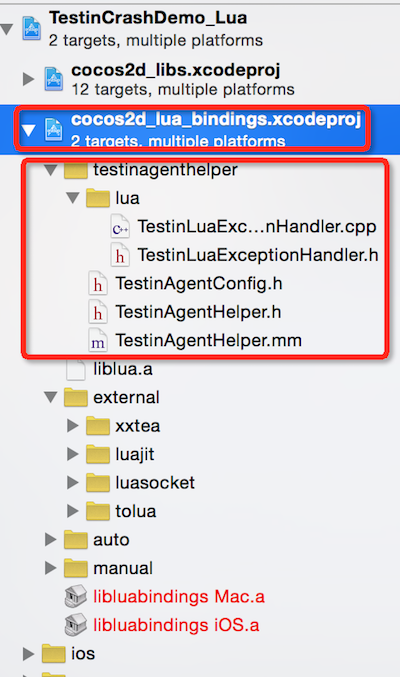 TestinCrashDemo_Lua
2 targets, multiple platforms
cocos2d_libs.xcodeproj
12 targets, multiple platforms
cocos2d_lua_bindings.xcodeproj
2 targets, multiple platforms
testinagenthelper
lua
C++ TestinLuaExc...nHandler.cpp
h TestinLuaExceptionHandler.h
h TestinAgentConfig.h
h TestinAgentHelper.h
m TestinAgentHelper.mm
liblua.a
external
xxtea
luajit
luasocket
tolua
auto
manual
libluabindings Mac.a
libluabindings iOS.a
ios